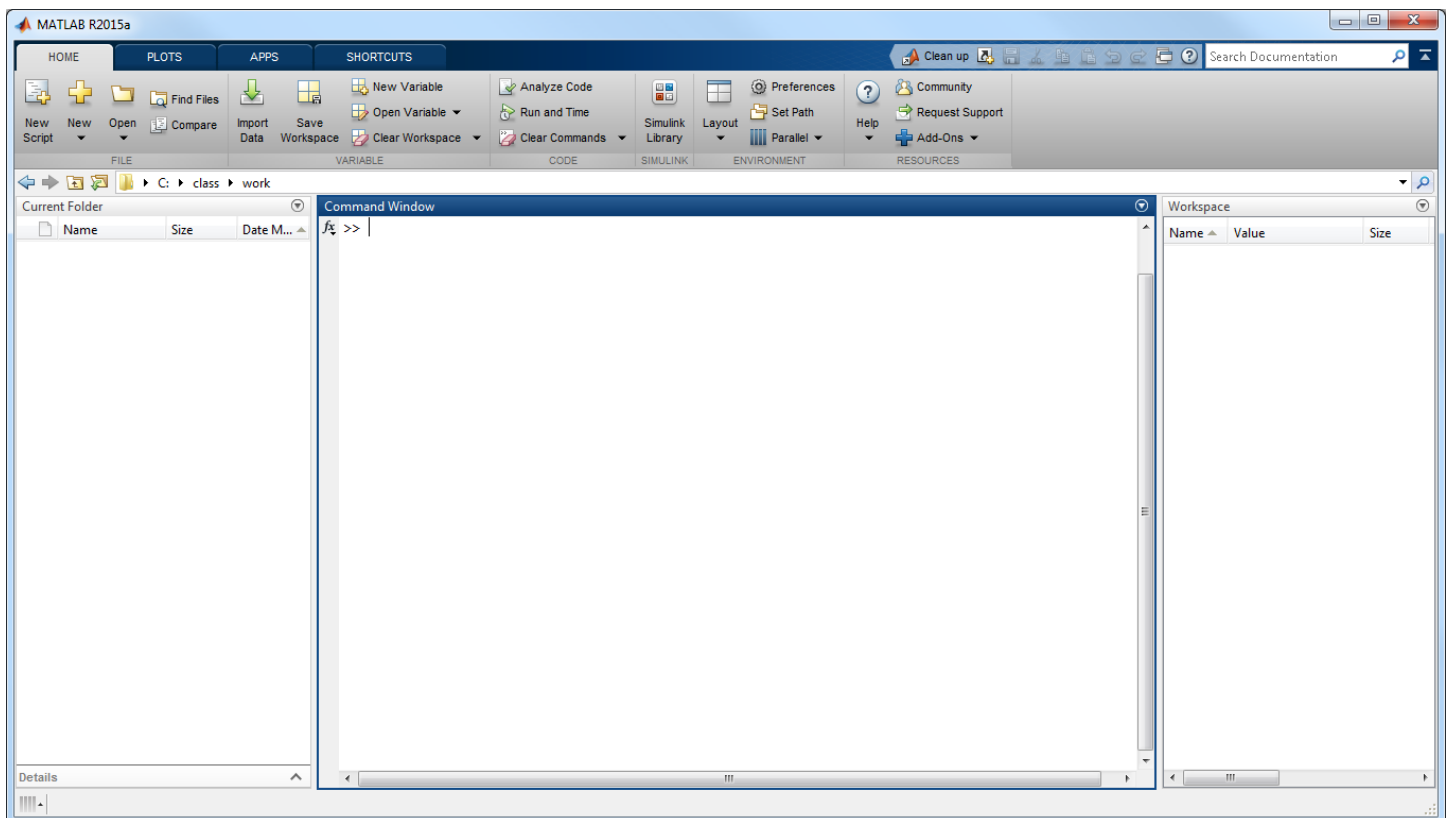 MATLAB R2015a
HOME PLOTS APPS SHORTCUTS Clean up Search Documentation
New Script New Open Find Files Compare Import Data Save Workspace New Variable Open Variable Clear Workspace Analyze Code Run and Time Clear Commands Simulink Library Layout Preferences Set Path Parallel Help Community Request Support Add-Ons
FILE VARIABLE CODE SIMULINK ENVIRONMENT RESOURCES
C: class work
Current Folder Command Window Workspace
Name Size Date M... fx >> Name Value Size
Details